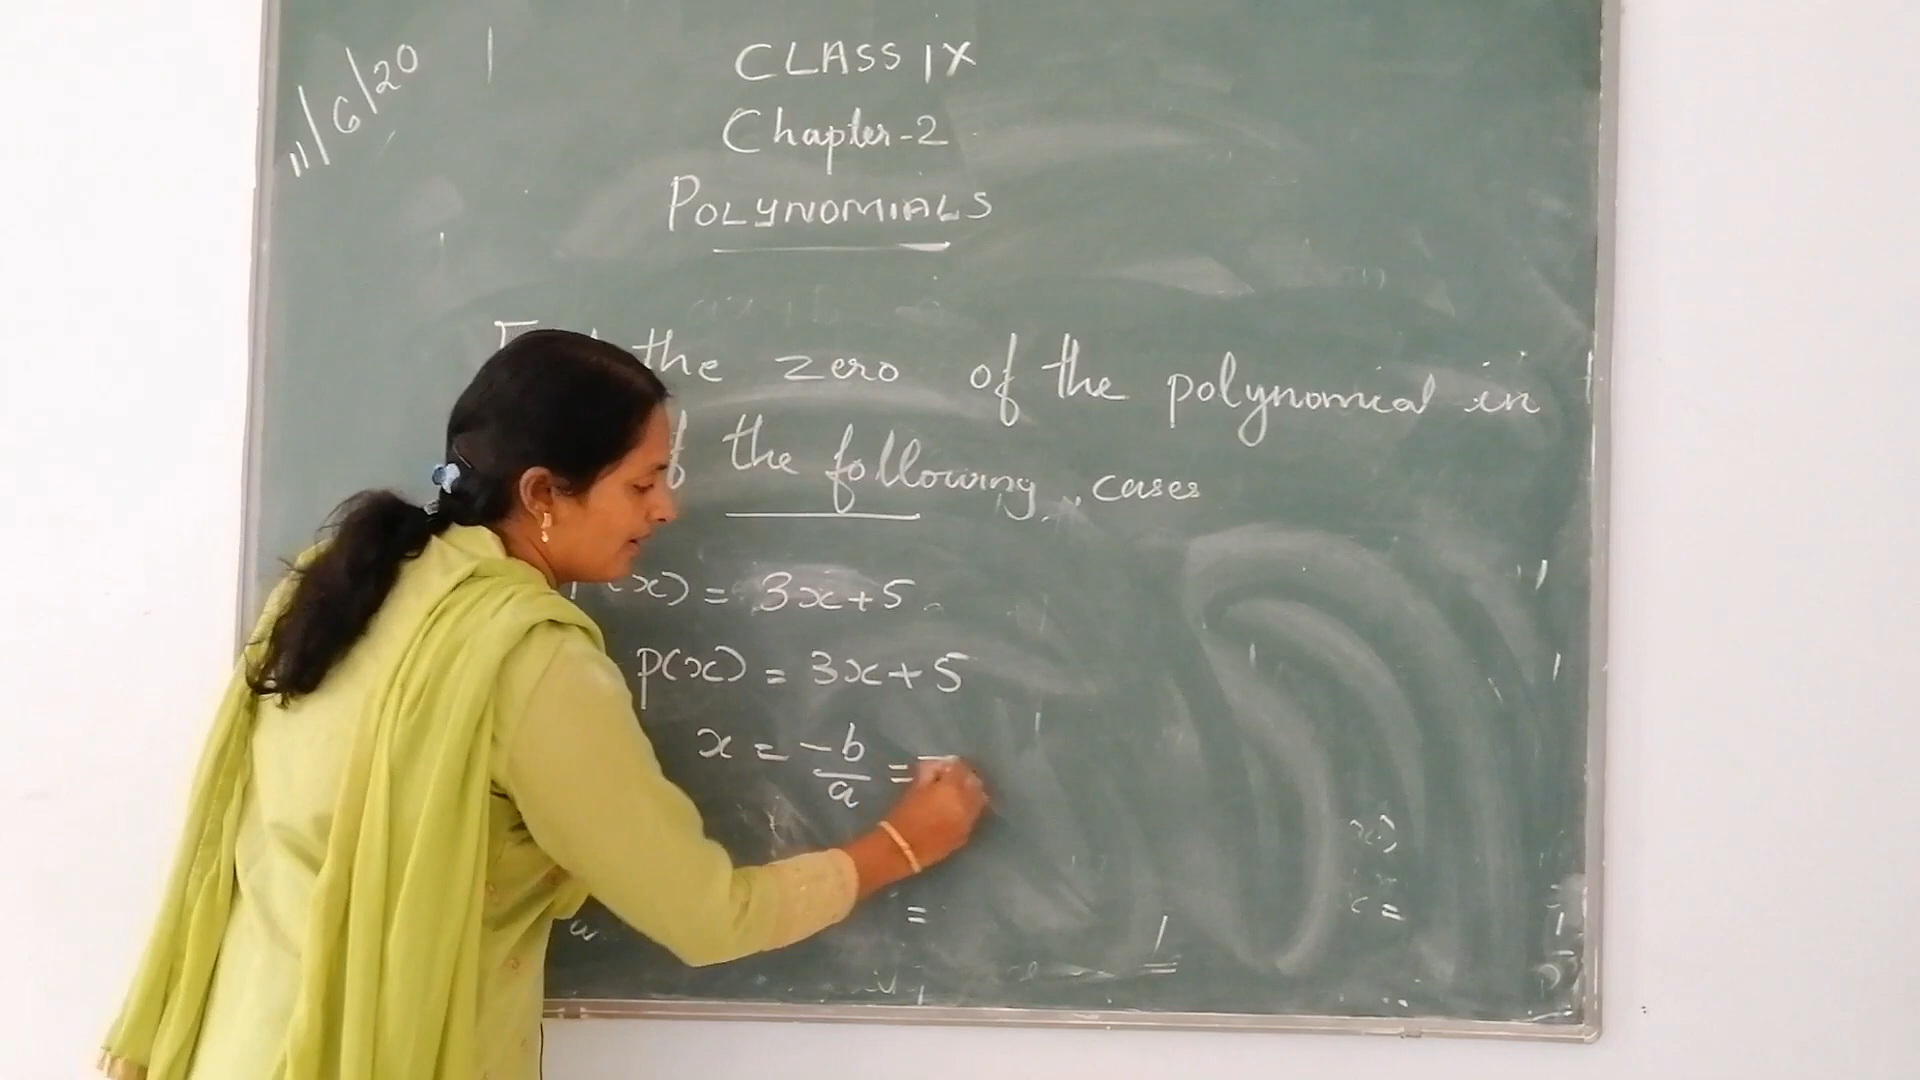 11/6/20
CLASS IX
Chapter-2
POLYNOMIALS
the zero of the polynomial in
the following cases
(x) = 3x+5
p(x) = 3x+5
x = -b/a = -
=